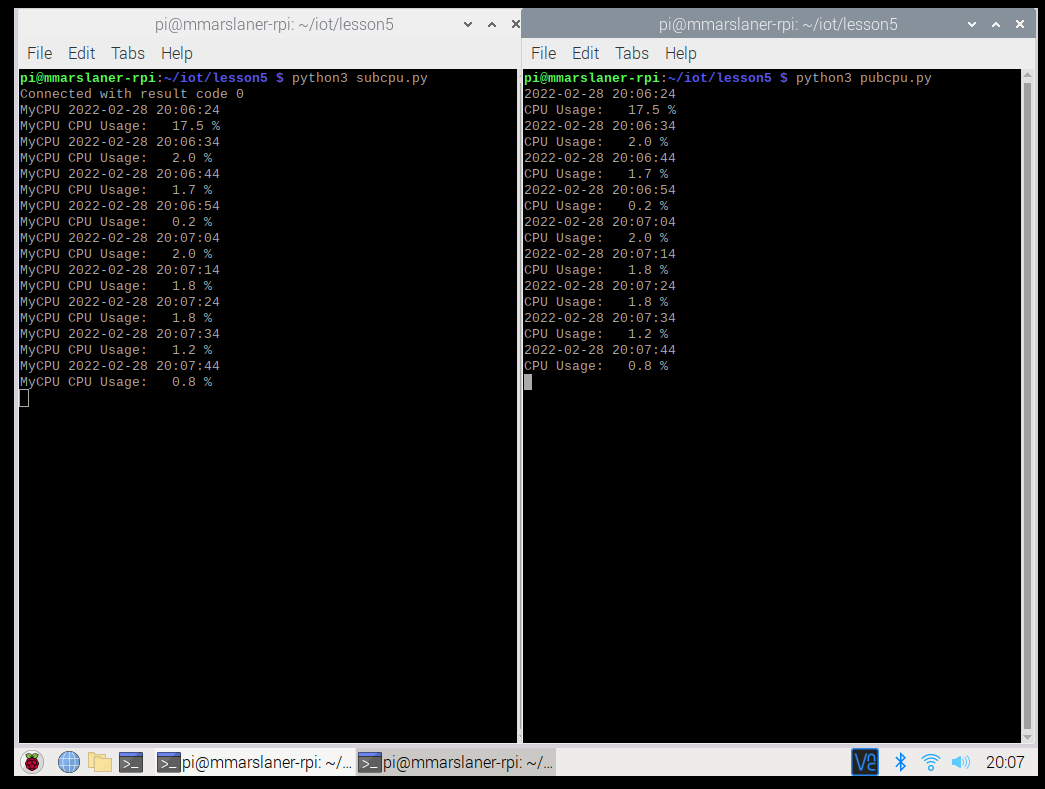 pi@mmarslaner-rpi: ~/iot/lesson5
File Edit Tabs Help
pi@mmarslaner-rpi:~/iot/lesson5 $ python3 subcpu.py
Connected with result code 0
MyCPU 2022-02-28 20:06:24
MyCPU CPU Usage:   17.5 %
MyCPU 2022-02-28 20:06:34
MyCPU CPU Usage:   2.0 %
MyCPU 2022-02-28 20:06:44
MyCPU CPU Usage:   1.7 %
MyCPU 2022-02-28 20:06:54
MyCPU CPU Usage:   0.2 %
MyCPU 2022-02-28 20:07:04
MyCPU CPU Usage:   2.0 %
MyCPU 2022-02-28 20:07:14
MyCPU CPU Usage:   1.8 %
MyCPU 2022-02-28 20:07:24
MyCPU CPU Usage:   1.8 %
MyCPU 2022-02-28 20:07:34
MyCPU CPU Usage:   1.2 %
MyCPU 2022-02-28 20:07:44
MyCPU CPU Usage:   0.8 %
pi@mmarslaner-rpi: ~/iot/lesson5
File Edit Tabs Help
pi@mmarslaner-rpi:~/iot/lesson5 $ python3 pubcpu.py
2022-02-28 20:06:24
CPU Usage:   17.5 %
2022-02-28 20:06:34
CPU Usage:   2.0 %
2022-02-28 20:06:44
CPU Usage:   1.7 %
2022-02-28 20:06:54
CPU Usage:   0.2 %
2022-02-28 20:07:04
CPU Usage:   2.0 %
2022-02-28 20:07:14
CPU Usage:   1.8 %
2022-02-28 20:07:24
CPU Usage:   1.8 %
2022-02-28 20:07:34
CPU Usage:   1.2 %
2022-02-28 20:07:44
CPU Usage:   0.8 %
pi@mmarslaner-rpi: ~/... pi@mmarslaner-rpi: ~/... 20:07